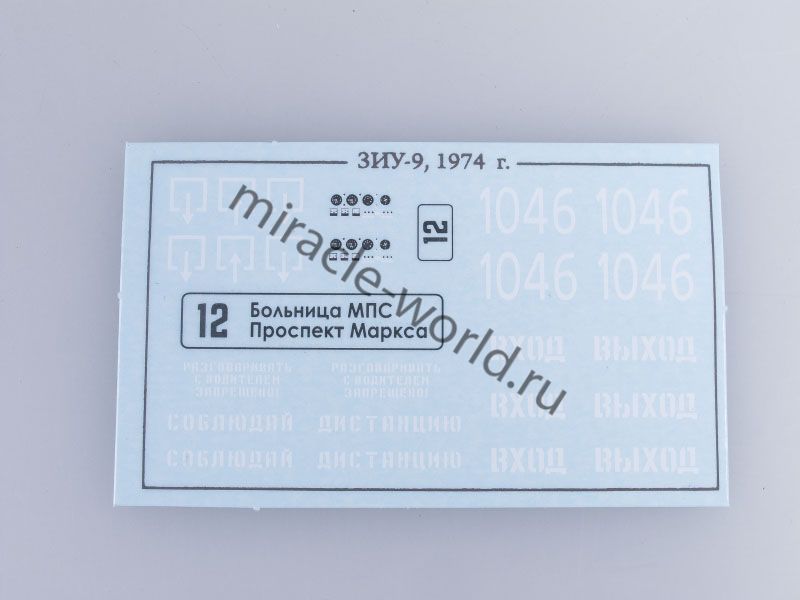 ЗИУ-9, 1974 г.
12
1046 1046
1046 1046
12 Больница МПС
Проспект Маркса
ВХОД ВЫХОД
РАЗГОВАРИВАТЬ РАЗГОВАРИВАТЬ
С ВОДИТЕЛЕМ С ВОДИТЕЛЕМ
ЗАПРЕЩЕНО! ЗАПРЕЩЕНО!
ВХОД ВЫХОД
СОБЛЮДАЙ ДИСТАНЦИЮ
СОБЛЮДАЙ ДИСТАНЦИЮ
ВХОД ВЫХОД
miracle-world.ru